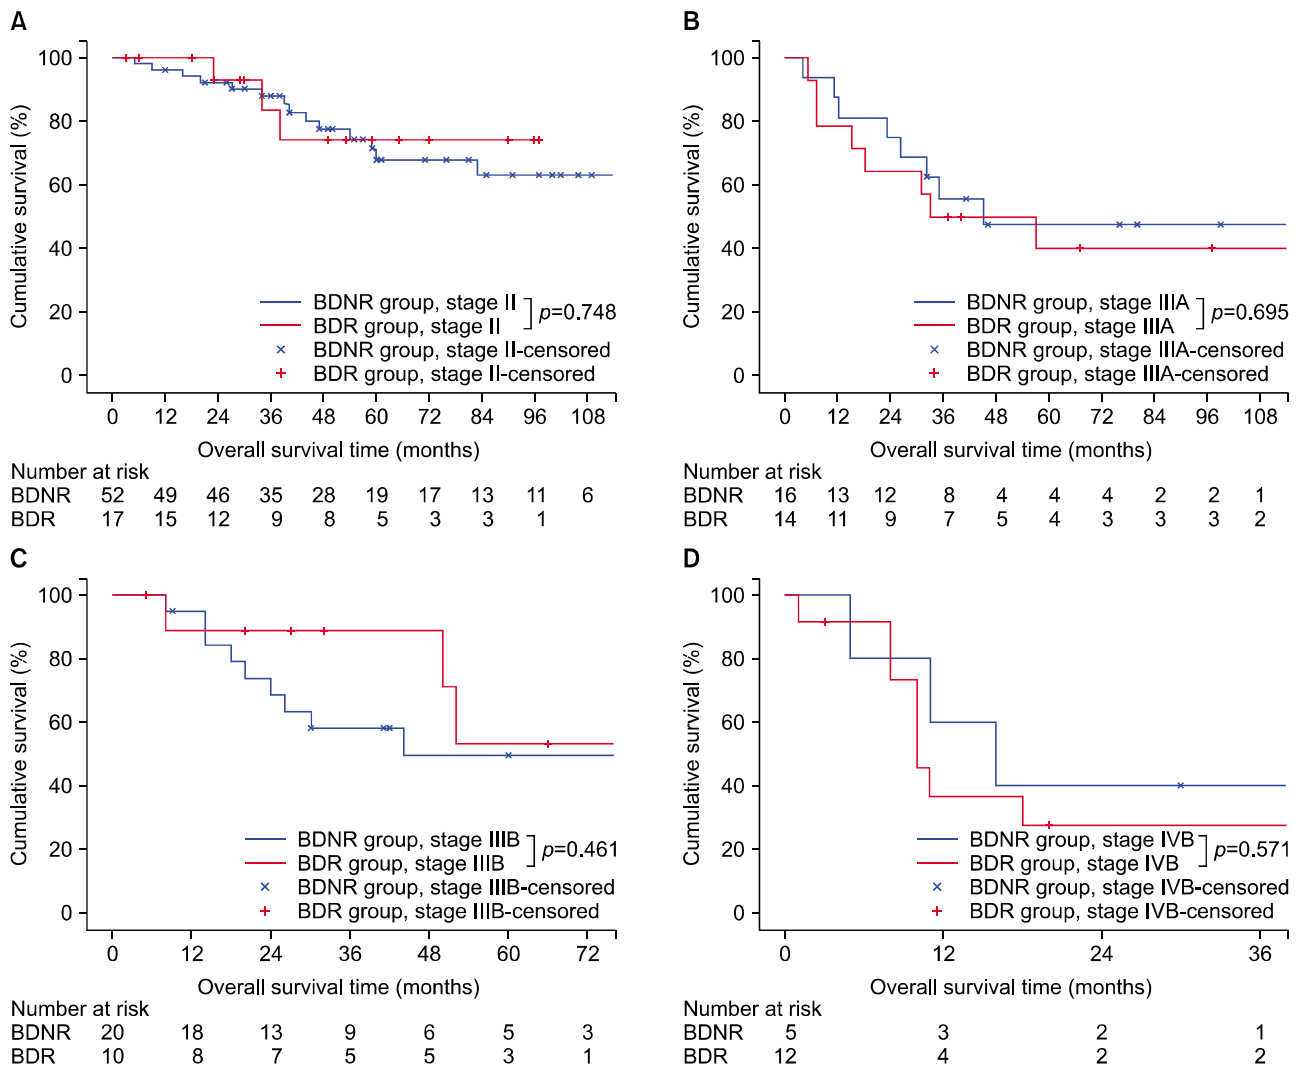 A
Cumulative survival (%)
100
80
60
40
20
0
BDNR group, stage II
BDR group, stage II
p=0.748
BDNR group, stage II-censored
BDR group, stage II-censored
0 12 24 36 48 60 72 84 96 108
Overall survival time (months)
Number at risk
BDNR 52 49 46 35 28 19 17 13 11 6
BDR 17 15 12 9 8 5 3 3 1
B
Cumulative survival (%)
100
80
60
40
20
0
BDNR group, stage IIIA
BDR group, stage IIIA
p=0.695
BDNR group, stage IIIA-censored
BDR group, stage IIIA-censored
0 12 24 36 48 60 72 84 96 108
Overall survival time (months)
Number at risk
BDNR 16 13 12 8 4 4 4 2 2 1
BDR 14 11 9 7 5 4 3 3 3 2
C
Cumulative survival (%)
100
80
60
40
20
0
BDNR group, stage IIIB
BDR group, stage IIIB
p=0.461
BDNR group, stage IIIB-censored
BDR group, stage IIIB-censored
0 12 24 36 48 60 72
Overall survival time (months)
Number at risk
BDNR 20 18 13 9 6 5 3
BDR 10 8 7 5 5 3 1
D
Cumulative survival (%)
100
80
60
40
20
0
BDNR group, stage IVB
BDR group, stage IVB
p=0.571
BDNR group, stage IVB-censored
BDR group, stage IVB-censored
0 12 24 36
Overall survival time (months)
Number at risk
BDNR 5 3 2 1
BDR 12 4 2 2